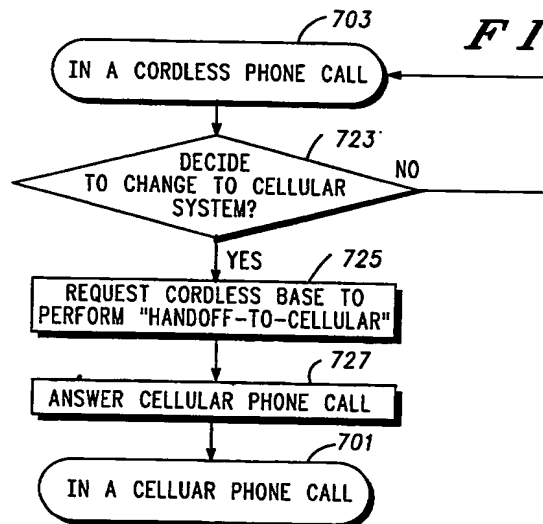 703
F 1
IN A CORDLESS PHONE CALL
723
DECIDE
TO CHANGE TO CELLULAR
SYSTEM?
NO
YES
725
REQUEST CORDLESS BASE TO
PERFORM "HANDOFF-TO-CELLULAR"
727
ANSWER CELLULAR PHONE CALL
701
IN A CELLUAR PHONE CALL